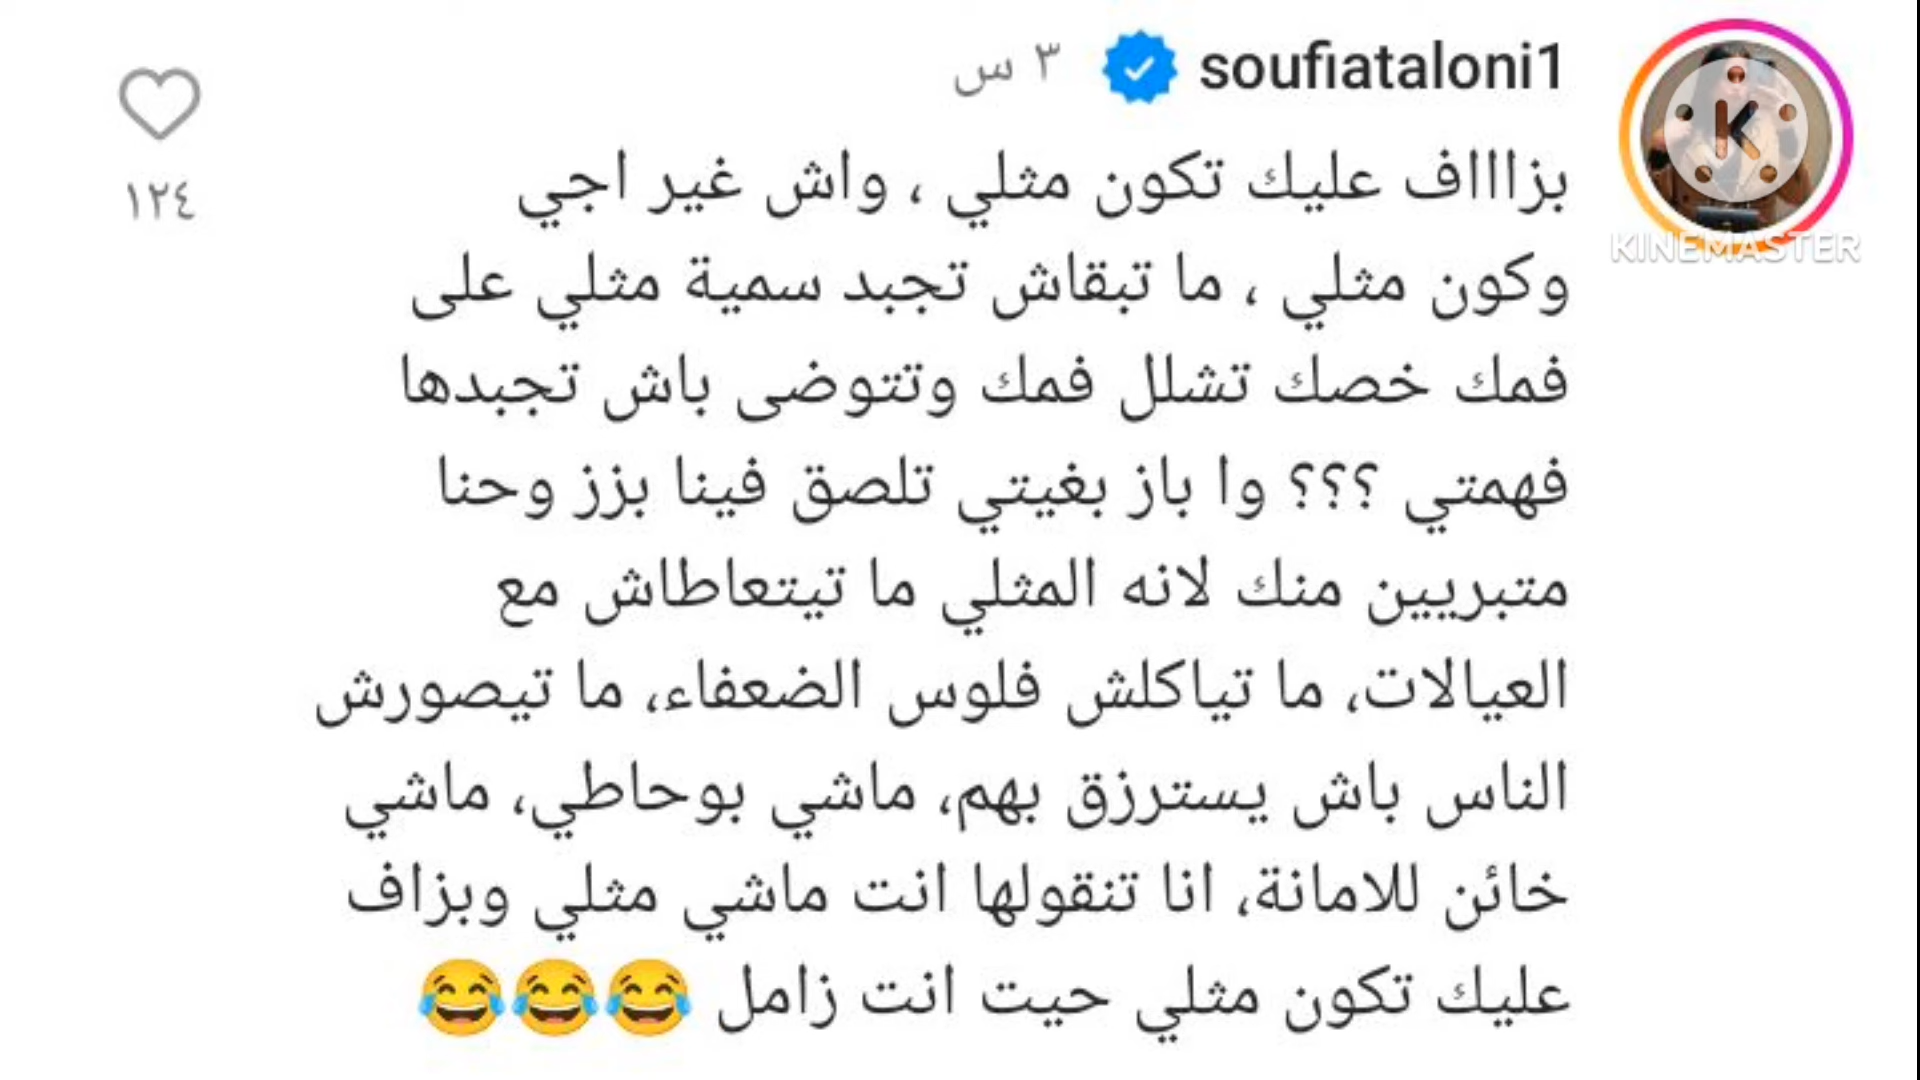 soufiataloni1 ٣ س
بزاااف عليك تكون مثلي ، واش غير اجي
وكون مثلي ، ما تبقاش تجبد سمية مثلي على
فمك خصك تشلل فمك وتتوضى باش تجبدها
فهمتي ؟؟؟ وا باز بغيتي تلصق فينا بزز وحنا
متبريين منك لانه المثلي ما تيتعاطاش مع
العيالات، ما تياكلش فلوس الضعفاء، ما تيصورش
الناس باش يسترزق بهم، ماشي بوحاطي، ماشي
خائن للامانة، انا تنقولها انت ماشي مثلي وبزاف
عليك تكون مثلي حيت انت زامل 😂😂😂
١٢٤
K
KINEMASTER